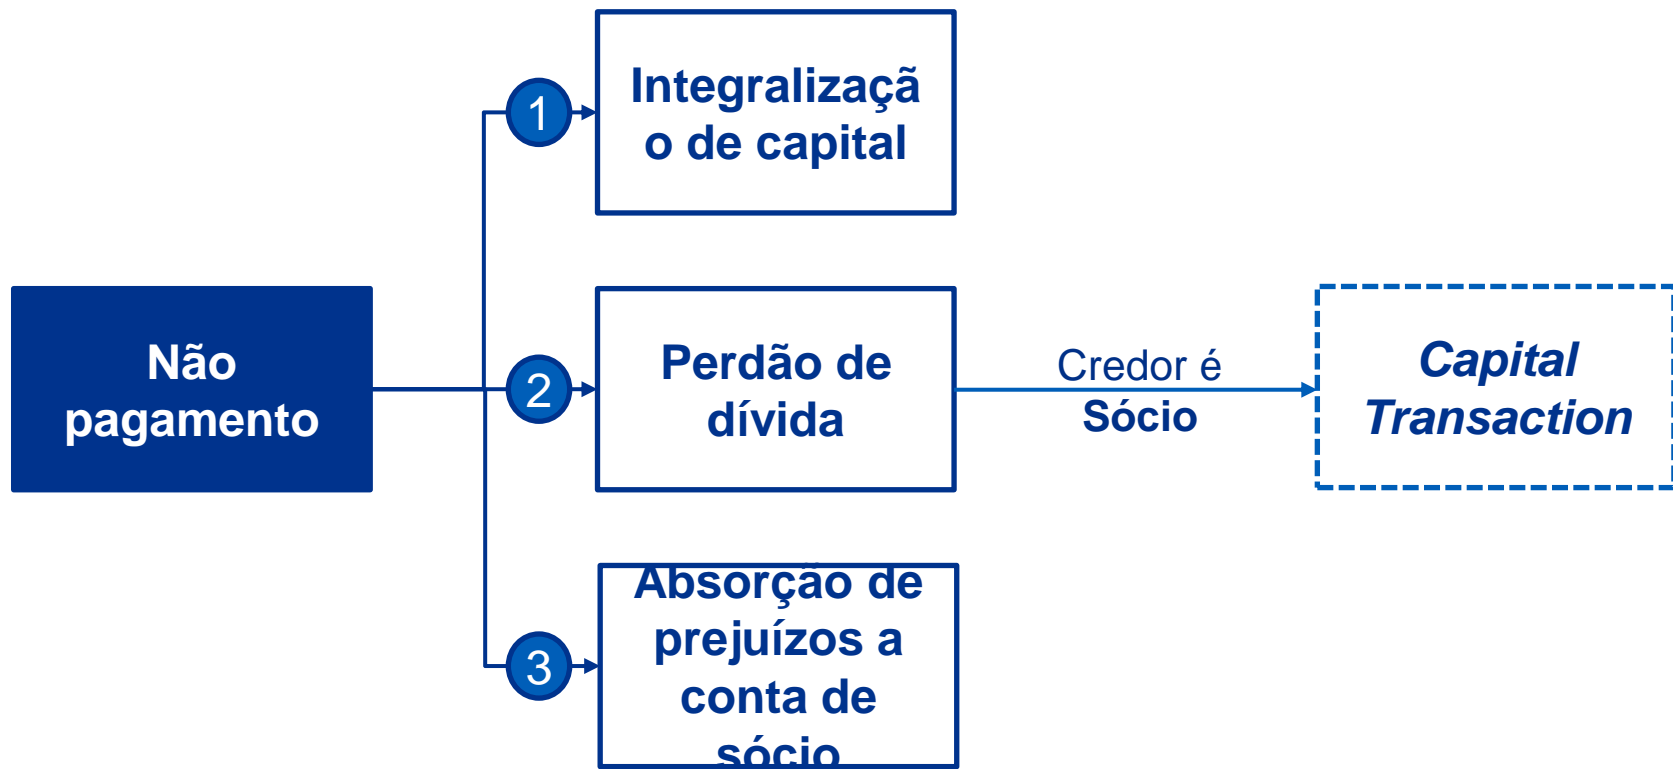 Não
pagamento
1
Integralizaçã
o de capital
2
Perdão de
dívida
Credor é
Sócio
Capital
Transaction
3
Absorção de
prejuízos a
conta de
sócio